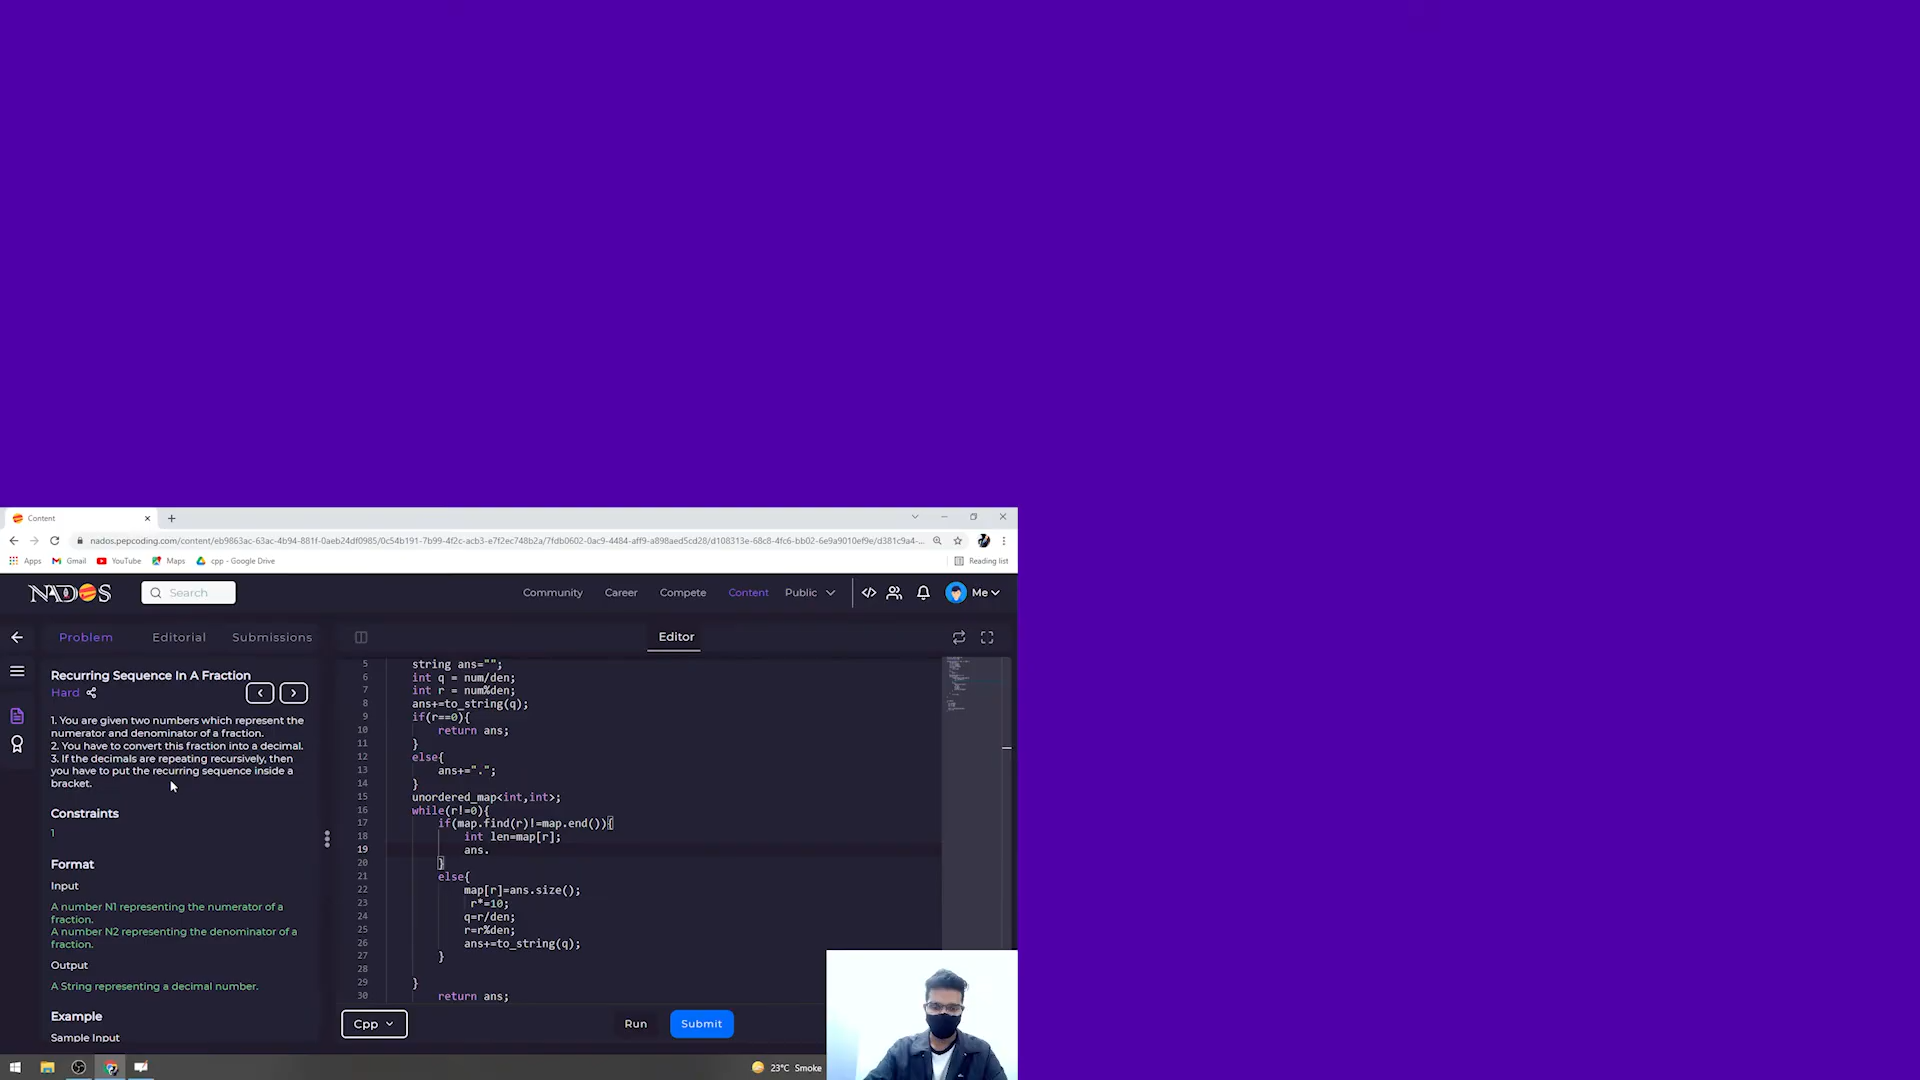 Content
nados.pepcoding.com/content/eb9863ac-63ac-4b94-881f-0aeb24df0985/0c54b191-7b99-4f2c-acb3-e7f2ec748b2a/7fdb0602-0ac9-4484-aff9-a898aed5cd28/d108313e-68c8-4fc6-bb02-6e9a9010ef9e/d381c9a4-...
Apps Gmail YouTube Maps cpp - Google Drive Reading list
NADOS Search Community Career Compete Content Public Me
Problem Editorial Submissions
Editor
Recurring Sequence In A Fraction
Hard
1. You are given two numbers which represent the
numerator and denominator of a fraction.
2. You have to convert this fraction into a decimal.
3. If the decimals are repeating recursively, then
you have to put the recurring sequence inside a
bracket.
Constraints
1
Format
Input
A number N1 representing the numerator of a
fraction.
A number N2 representing the denominator of a
fraction.
Output
A String representing a decimal number.
Example
Sample Input
5 string ans="";
6 int q = num/den;
7 int r = num%den;
8 ans+=to_string(q);
9 if(r==0){
10 return ans;
11 }
12 else{
13 ans+=".";
14 }
15 unordered_map<int,int>;
16 while(r!=0){
17 if(map.find(r)!=map.end()){
18 int len=map[r];
19 ans.
20 }
21 else{
22 map[r]=ans.size();
23 r*=10;
24 q=r/den;
25 r=r%den;
26 ans+=to_string(q);
27 }
28
29 }
30 return ans;
Cpp Run Submit
23°C Smoke